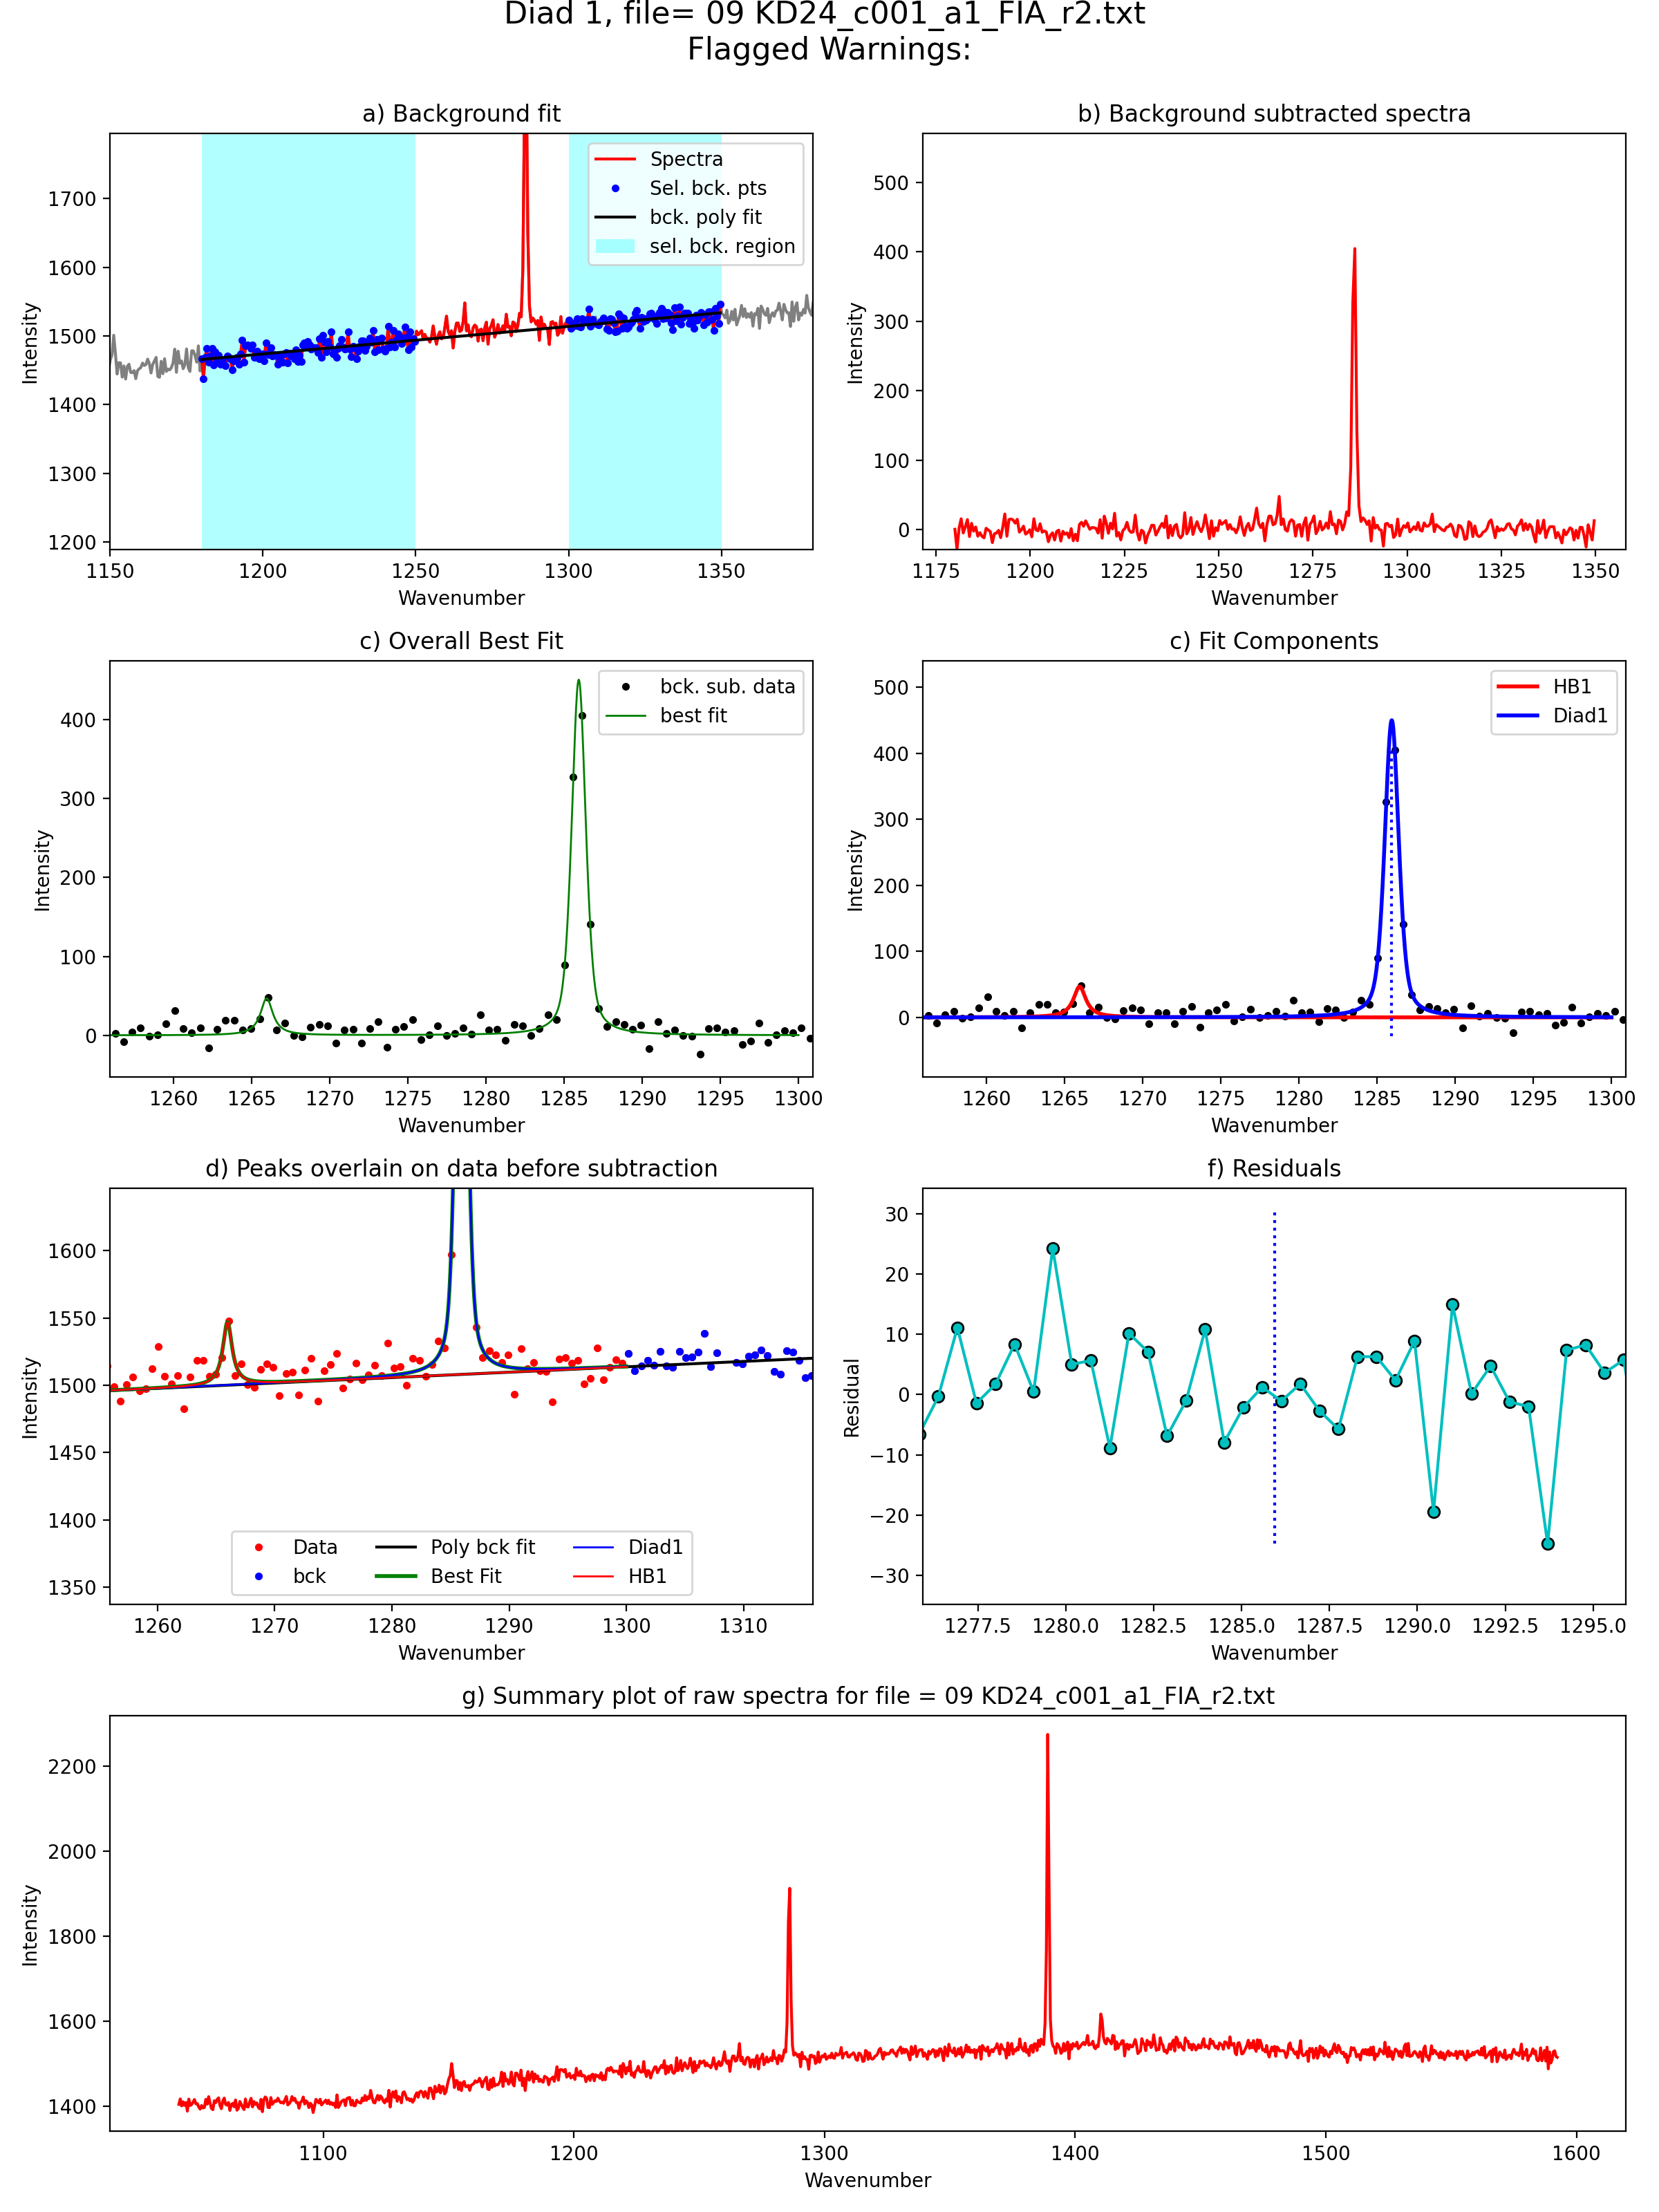 Diad 1, file= 09 KD24_c001_a1_FIA_r2.txt
Flagged Warnings:
a) Background fit
Intensity
1700
1600
1500
1400
1300
1200
Spectra
Sel. bck. pts
bck. poly fit
sel. bck. region
1150 1200 1250 1300 1350
Wavenumber
b) Background subtracted spectra
Intensity
500
400
300
200
100
0
1175 1200 1225 1250 1275 1300 1325 1350
Wavenumber
c) Overall Best Fit
Intensity
400
300
200
100
0
bck. sub. data
best fit
1260 1265 1270 1275 1280 1285 1290 1295 1300
Wavenumber
c) Fit Components
Intensity
500
400
300
200
100
0
HB1
Diad1
1260 1265 1270 1275 1280 1285 1290 1295 1300
Wavenumber
d) Peaks overlain on data before subtraction
Intensity
1600
1550
1500
1450
1400
1350
Data Poly bck fit Diad1
bck Best Fit HB1
1260 1270 1280 1290 1300 1310
Wavenumber
f) Residuals
Residual
30
20
10
0
−10
−20
−30
1277.5 1280.0 1282.5 1285.0 1287.5 1290.0 1292.5 1295.0
Wavenumber
g) Summary plot of raw spectra for file = 09 KD24_c001_a1_FIA_r2.txt
Intensity
2200
2000
1800
1600
1400
1100 1200 1300 1400 1500 1600
Wavenumber